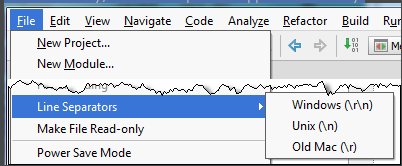 File Edit View Navigate Code Analyze Refactor Build Run
New Project...
New Module...
Line Separators
Windows (\r\n)
Unix (\n)
Make File Read-only
Old Mac (\r)
Power Save Mode